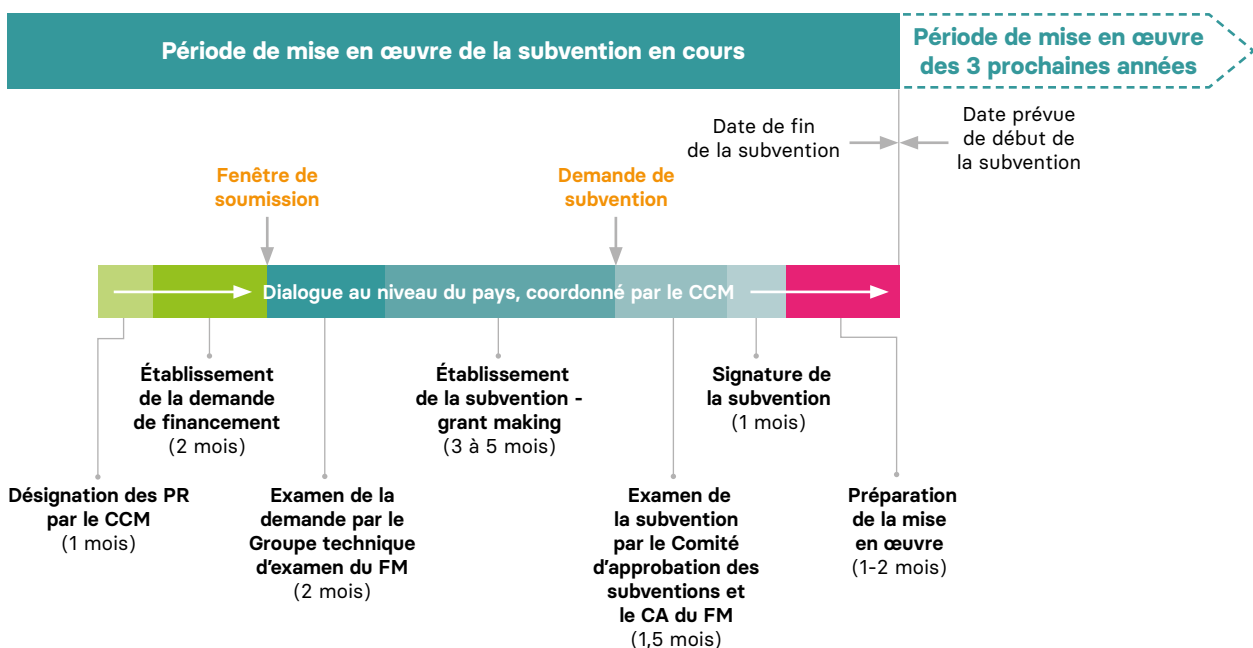 Période de mise en œuvre de la subvention en cours
Période de mise en œuvre
des 3 prochaines années
Date de fin
de la subvention
Date prévue
de début de
la subvention
Fenêtre de
soumission
Demande de
subvention
Dialogue au niveau du pays, coordonné par le CCM
Établissement
de la demande
de financement
(2 mois)
Établissement
de la subvention -
grant making
(3 à 5 mois)
Signature de
la subvention
(1 mois)
Désignation des PR
par le CCM
(1 mois)
Examen de la
demande par le
Groupe technique
d'examen du FM
(2 mois)
Examen de
la subvention
par le Comité
d'approbation des
subventions et
le CA du FM
(1,5 mois)
Préparation
de la mise
en œuvre
(1-2 mois)